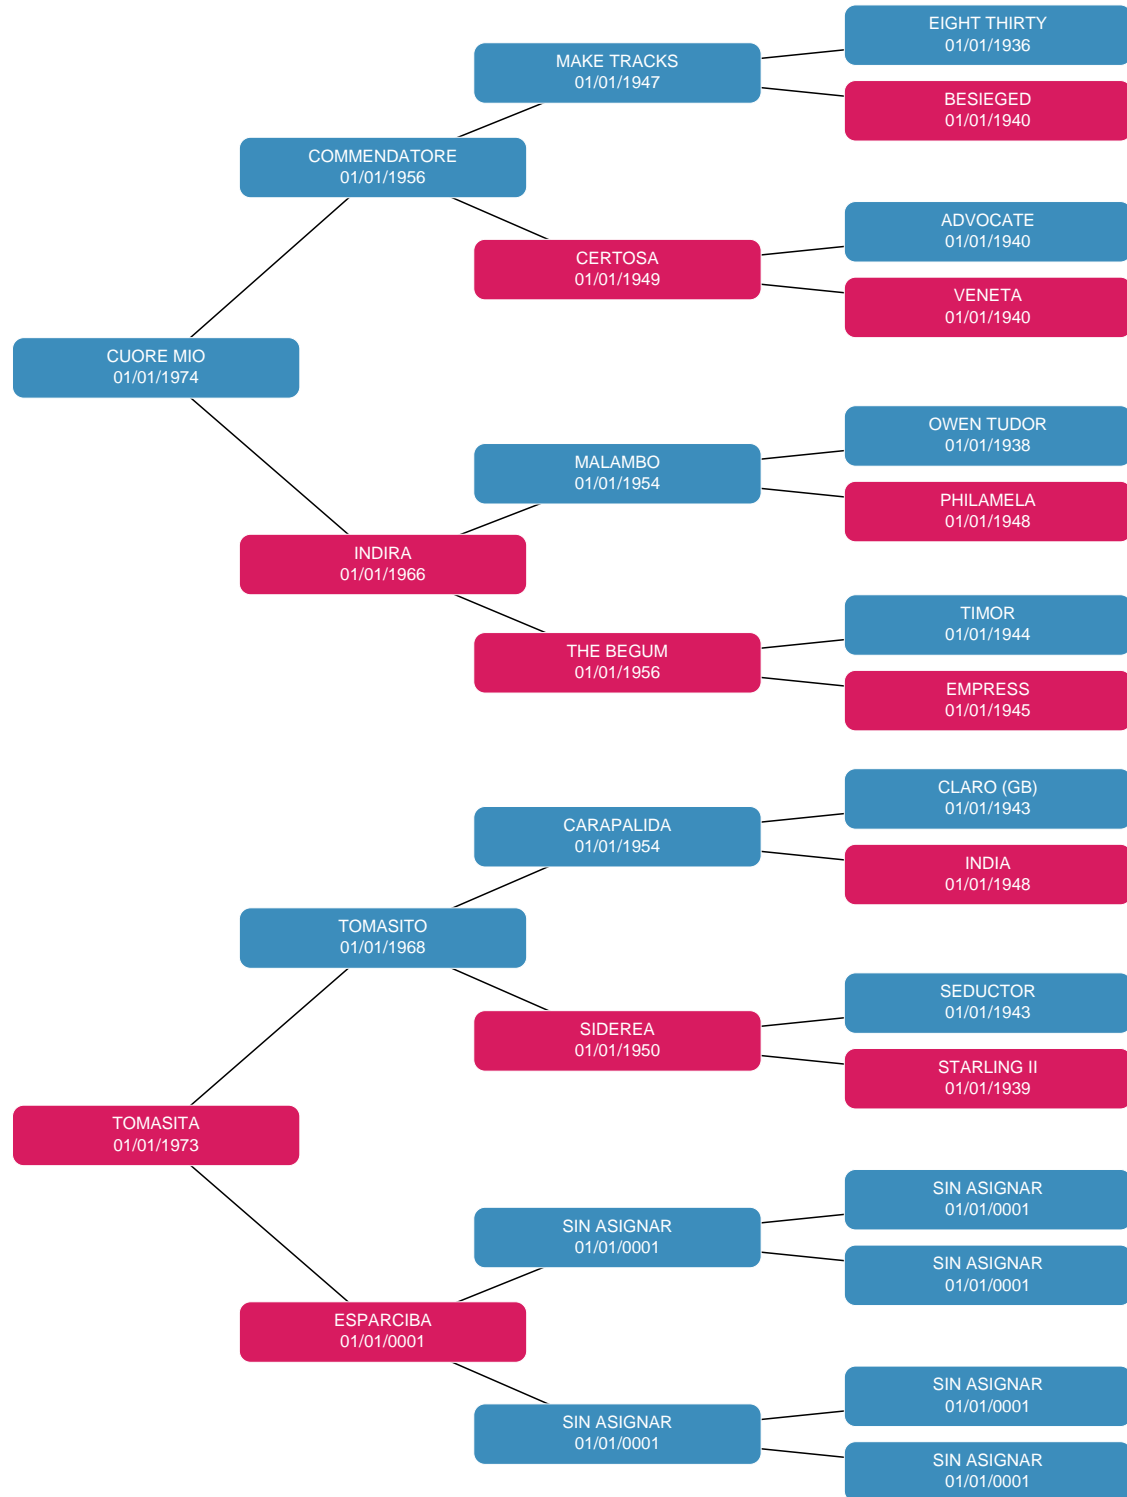 EIGHT THIRTY
01/01/1936
MAKE TRACKS
01/01/1947
BESIEGED
01/01/1940
COMMENDATORE
01/01/1956
ADVOCATE
01/01/1940
CERTOSA
01/01/1949
VENETA
01/01/1940
CUORE MIO
01/01/1974
OWEN TUDOR
01/01/1938
MALAMBO
01/01/1954
PHILAMELA
01/01/1948
INDIRA
01/01/1966
TIMOR
01/01/1944
THE BEGUM
01/01/1956
EMPRESS
01/01/1945
CLARO (GB)
01/01/1943
CARAPALIDA
01/01/1954
INDIA
01/01/1948
TOMASITO
01/01/1968
SEDUCTOR
01/01/1943
SIDEREA
01/01/1950
STARLING II
01/01/1939
TOMASITA
01/01/1973
SIN ASIGNAR
01/01/0001
SIN ASIGNAR
01/01/0001
SIN ASIGNAR
01/01/0001
ESPARCIBA
01/01/0001
SIN ASIGNAR
01/01/0001
SIN ASIGNAR
01/01/0001
SIN ASIGNAR
01/01/0001